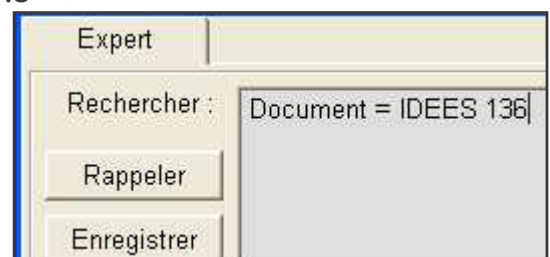 Expert
Rechercher : Document = IDEES 136
Rappeler
Enregistrer